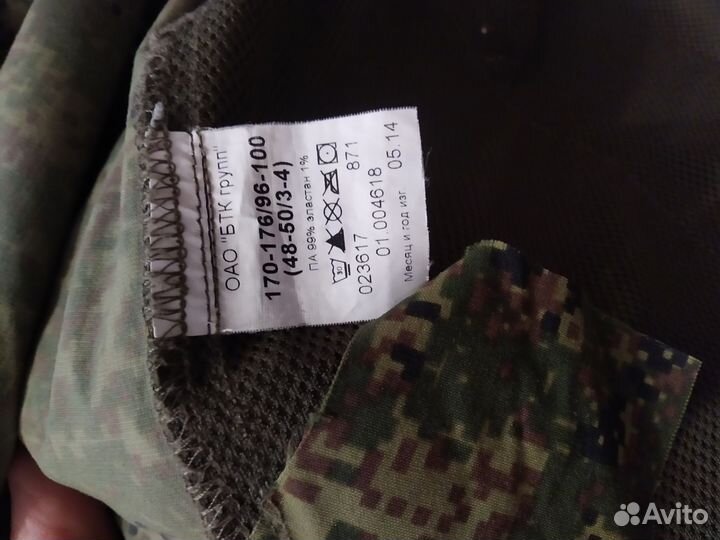 ОАО "БТК групп"
170-176/96-100
(48-50/3-4)
ПА 99% эластан 1%
30
023617 871
01.004618
Месяц и год изг. 05.14
Avito